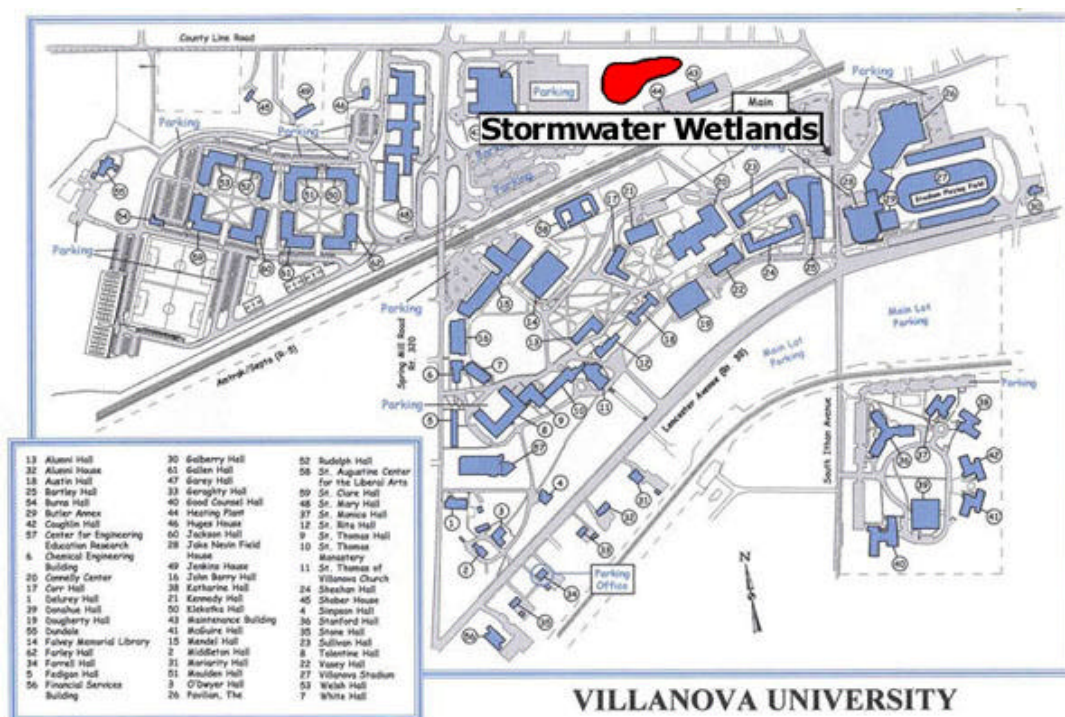 County Line Road
Parking
Parking
Main
Stormwater Wetlands
Parking
Parking
Parking
Parking
Parking
Villanova Stadium
Parking
Spring Mill Road
Rt. 320
Amtrak/Septa (R-5)
Main Lot
Parking
Main Lot
Parking
Lancaster Avenue (Rt. 30)
South Ithan Avenue
Parking
Parking
Parking
Office
N
S
13 Alumni Hall
32 Alumni House
18 Austin Hall
25 Bartley Hall
54 Burns Hall
29 Butler Annex
42 Caughlin Hall
57 Center for Engineering
Education Research
6 Chemical Engineering
Building
20 Connelly Center
17 Corr Hall
1 Delurey Hall
39 Donahue Hall
19 Dougherty Hall
55 Dundale
14 Falvey Memorial Library
62 Farley Hall
34 Farrell Hall
5 Fedigan Hall
56 Financial Services
Building
30 Galberry Hall
61 Gallen Hall
47 Garey Hall
33 Geraghty Hall
40 Good Counsel Hall
44 Heating Plant
46 Huges House
60 Jackson Hall
28 Jake Nevin Field
House
49 Jenkins House
16 John Barry Hall
38 Katharine Hall
21 Kennedy Hall
50 Klekotka Hall
43 Maintenance Building
41 McGuire Hall
15 Mendel Hall
2 Middleton Hall
31 Moriarity Hall
51 Moulden Hall
3 O'Dwyer Hall
26 Pavilion, The
52 Rudolph Hall
58 St. Augustine Center
for the Liberal Arts
59 St. Clare Hall
48 St. Mary Hall
37 St. Monica Hall
12 St. Rita Hall
9 St. Thomas Hall
10 St. Thomas
Monastery
11 St. Thomas of
Villanova Church
24 Sheehan Hall
45 Shober House
4 Simpson Hall
36 Stanford Hall
35 Stone Hall
23 Sullivan Hall
8 Tolentine Hall
22 Vasey Hall
27 Villanova Stadium
53 Welsh Hall
7 White Hall
VILLANOVA UNIVERSITY